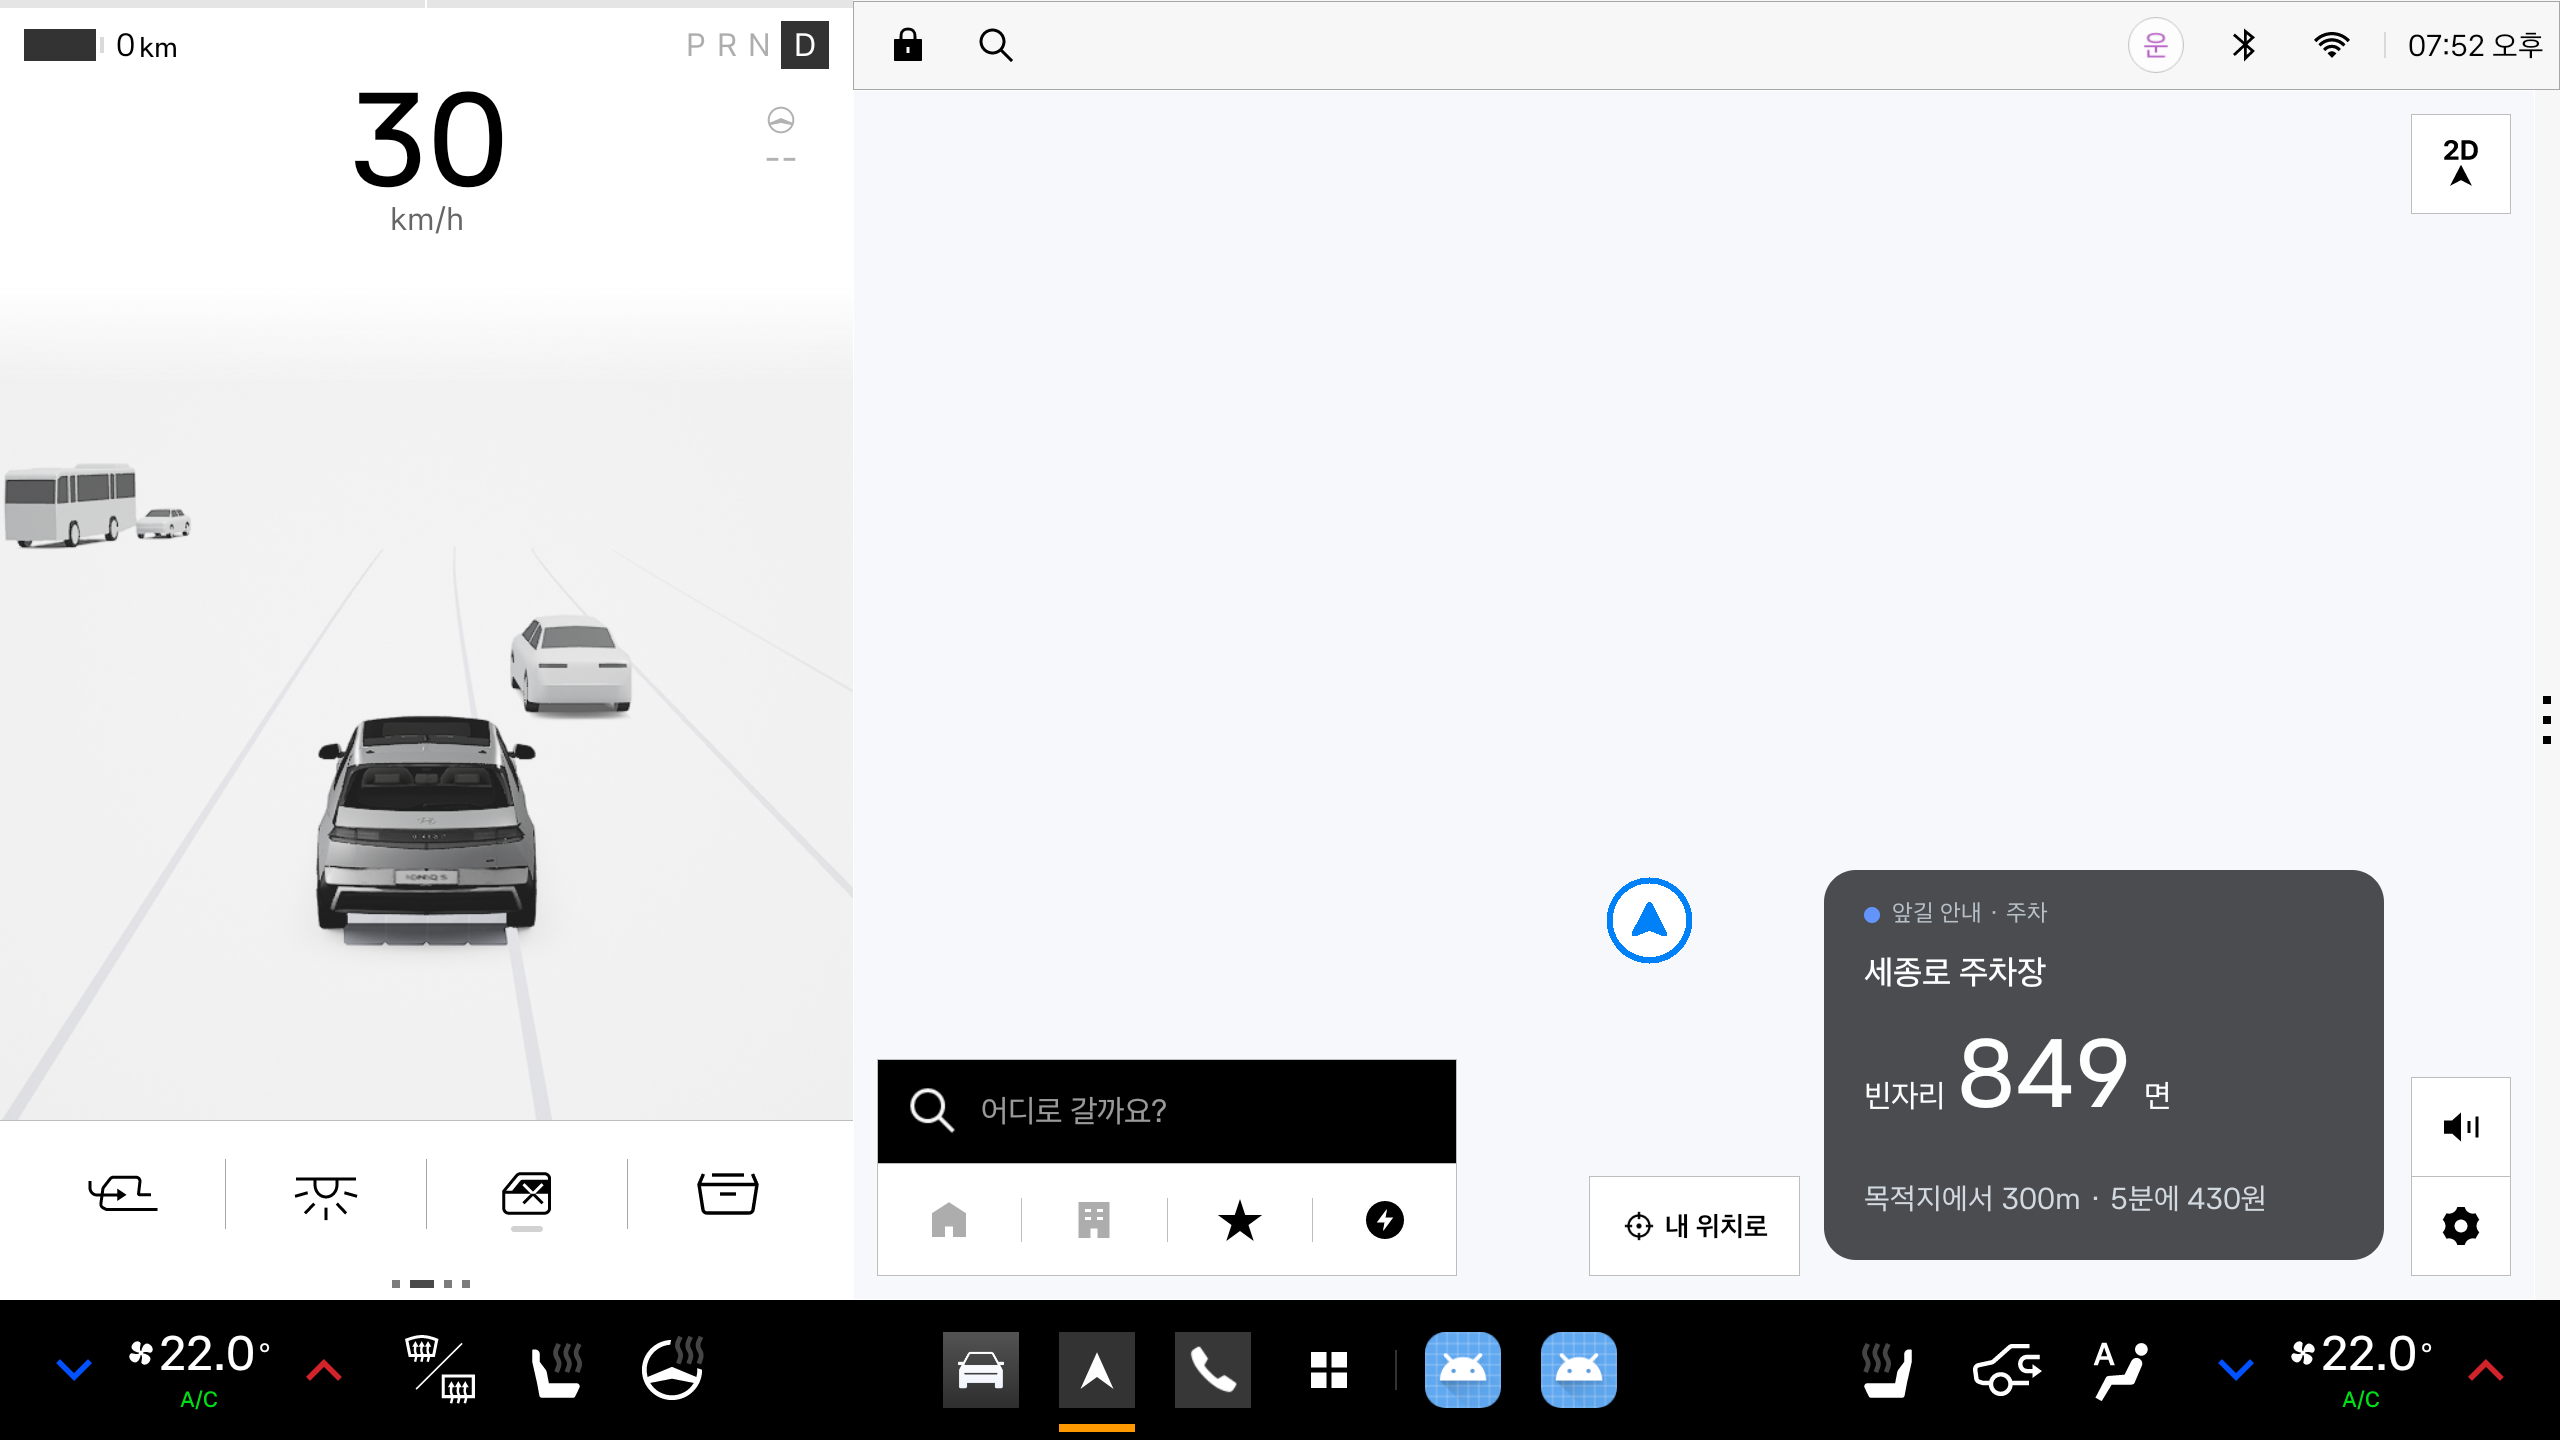 0 km
P R N D
30
km/h
--
운
07:52 오후
2D
앞길 안내 · 주차
세종로 주차장
빈자리 849 면
목적지에서 300m · 5분에 430원
어디로 갈까요?
내 위치로
22.0°
A/C
A
22.0°
A/C